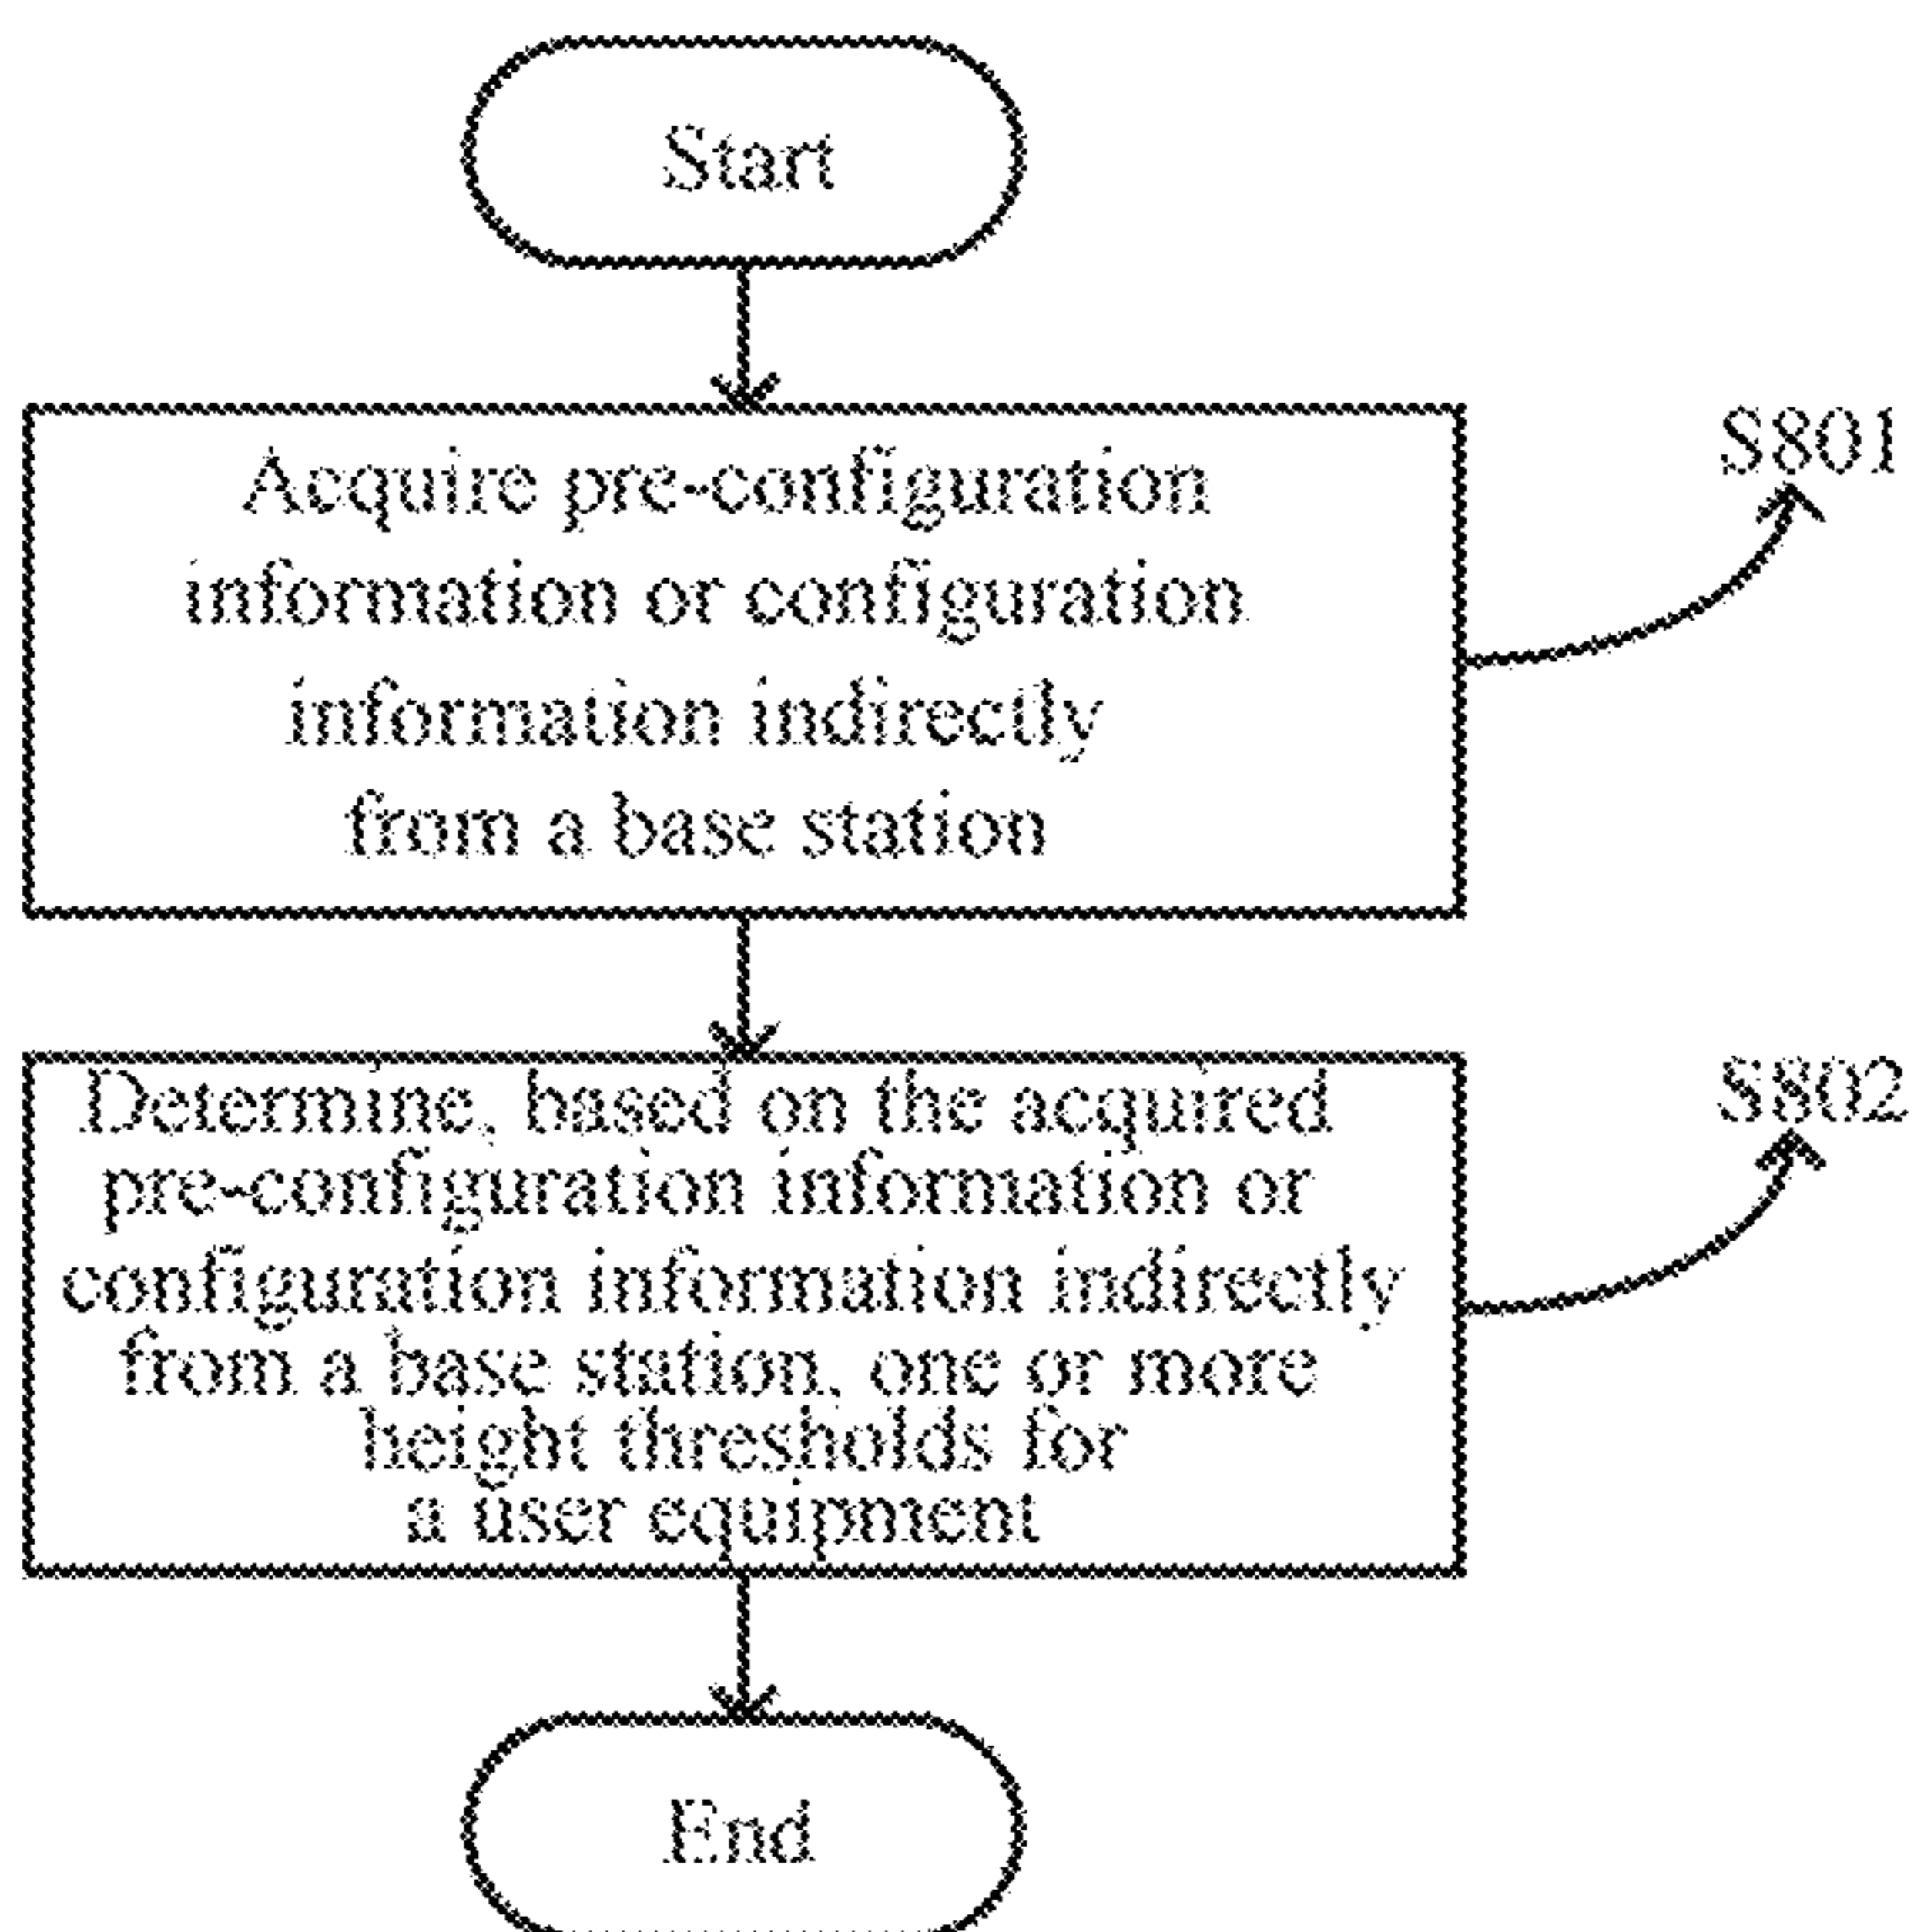 Start
Acquire pre-configuration
information or configuration
information indirectly
from a base station
S801
Determine, based on the acquired
pre-configuration information or
configuration information indirectly
from a base station, one or more
height thresholds for
a user equipment
S802
End